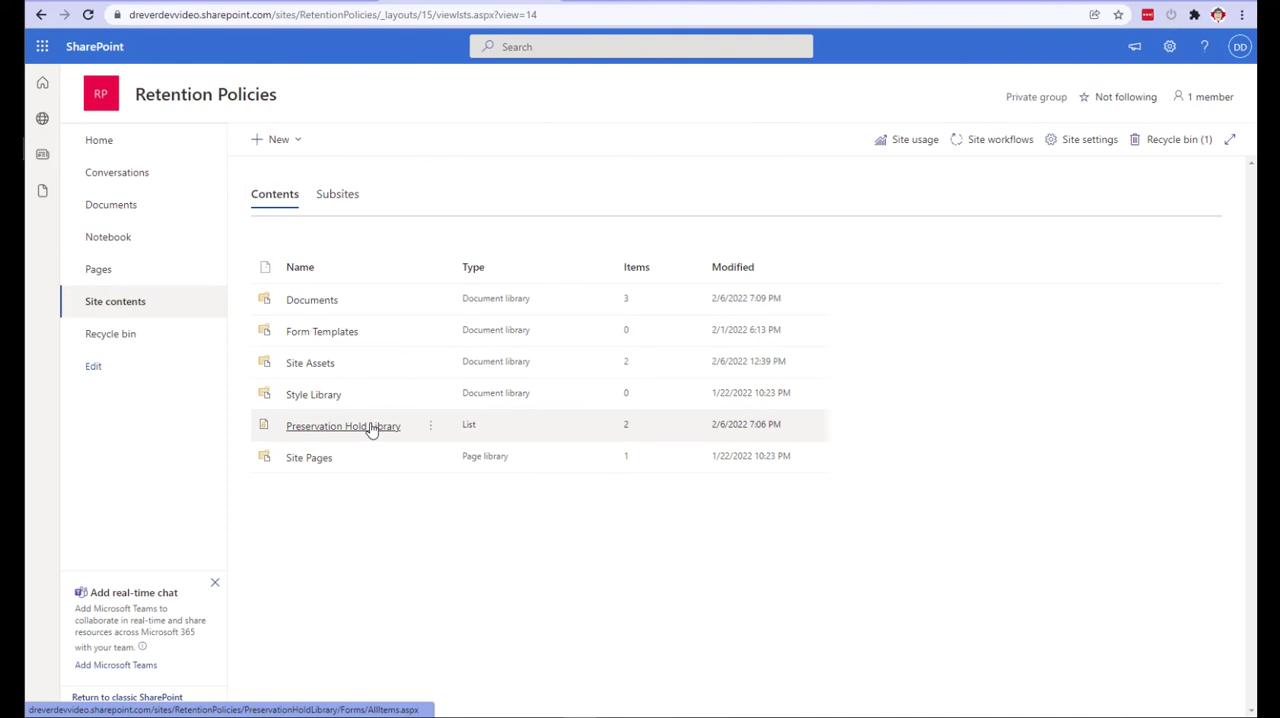 dreverdevvideo.sharepoint.com/sites/RetentionPolicies/_layouts/15/viewlsts.aspx?view=14
SharePoint
Search
DD
RP
Retention Policies
Private group
Not following
1 member
Home
Conversations
Documents
Notebook
Pages
Site contents
Recycle bin
Edit
New
Site usage
Site workflows
Site settings
Recycle bin (1)
Contents
Subsites
Name Type Items Modified
Documents Document library 3 2/6/2022 7:09 PM
Form Templates Document library 0 2/1/2022 6:13 PM
Site Assets Document library 2 2/6/2022 12:39 PM
Style Library Document library 0 1/22/2022 10:23 PM
Preservation Hold Library List 2 2/6/2022 7:06 PM
Site Pages Page library 1 1/22/2022 10:23 PM
Add real-time chat
Add Microsoft Teams to
collaborate in real-time and share
resources across Microsoft 365
with your team.
Add Microsoft Teams
Return to classic SharePoint
dreverdevvideo.sharepoint.com/sites/RetentionPolicies/PreservationHoldLibrary/Forms/AllItems.aspx